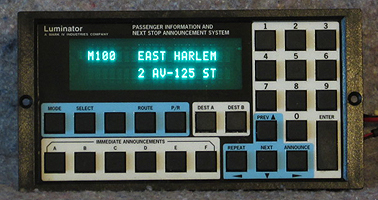 Luminator
A MARK IV INDUSTRIES COMPANY
PASSENGER INFORMATION AND
NEXT STOP ANNOUNCEMENT SYSTEM
M100 EAST HARLEM
2 AV-125 ST
1 2 3
4 5 6
7 8 9
MODE SELECT ROUTE P/R
DEST A DEST B
PREV ▲ 0 ENTER
IMMEDIATE ANNOUNCEMENTS
A B C D E F
REPEAT NEXT ANNOUNCE
◄ ▼ ►